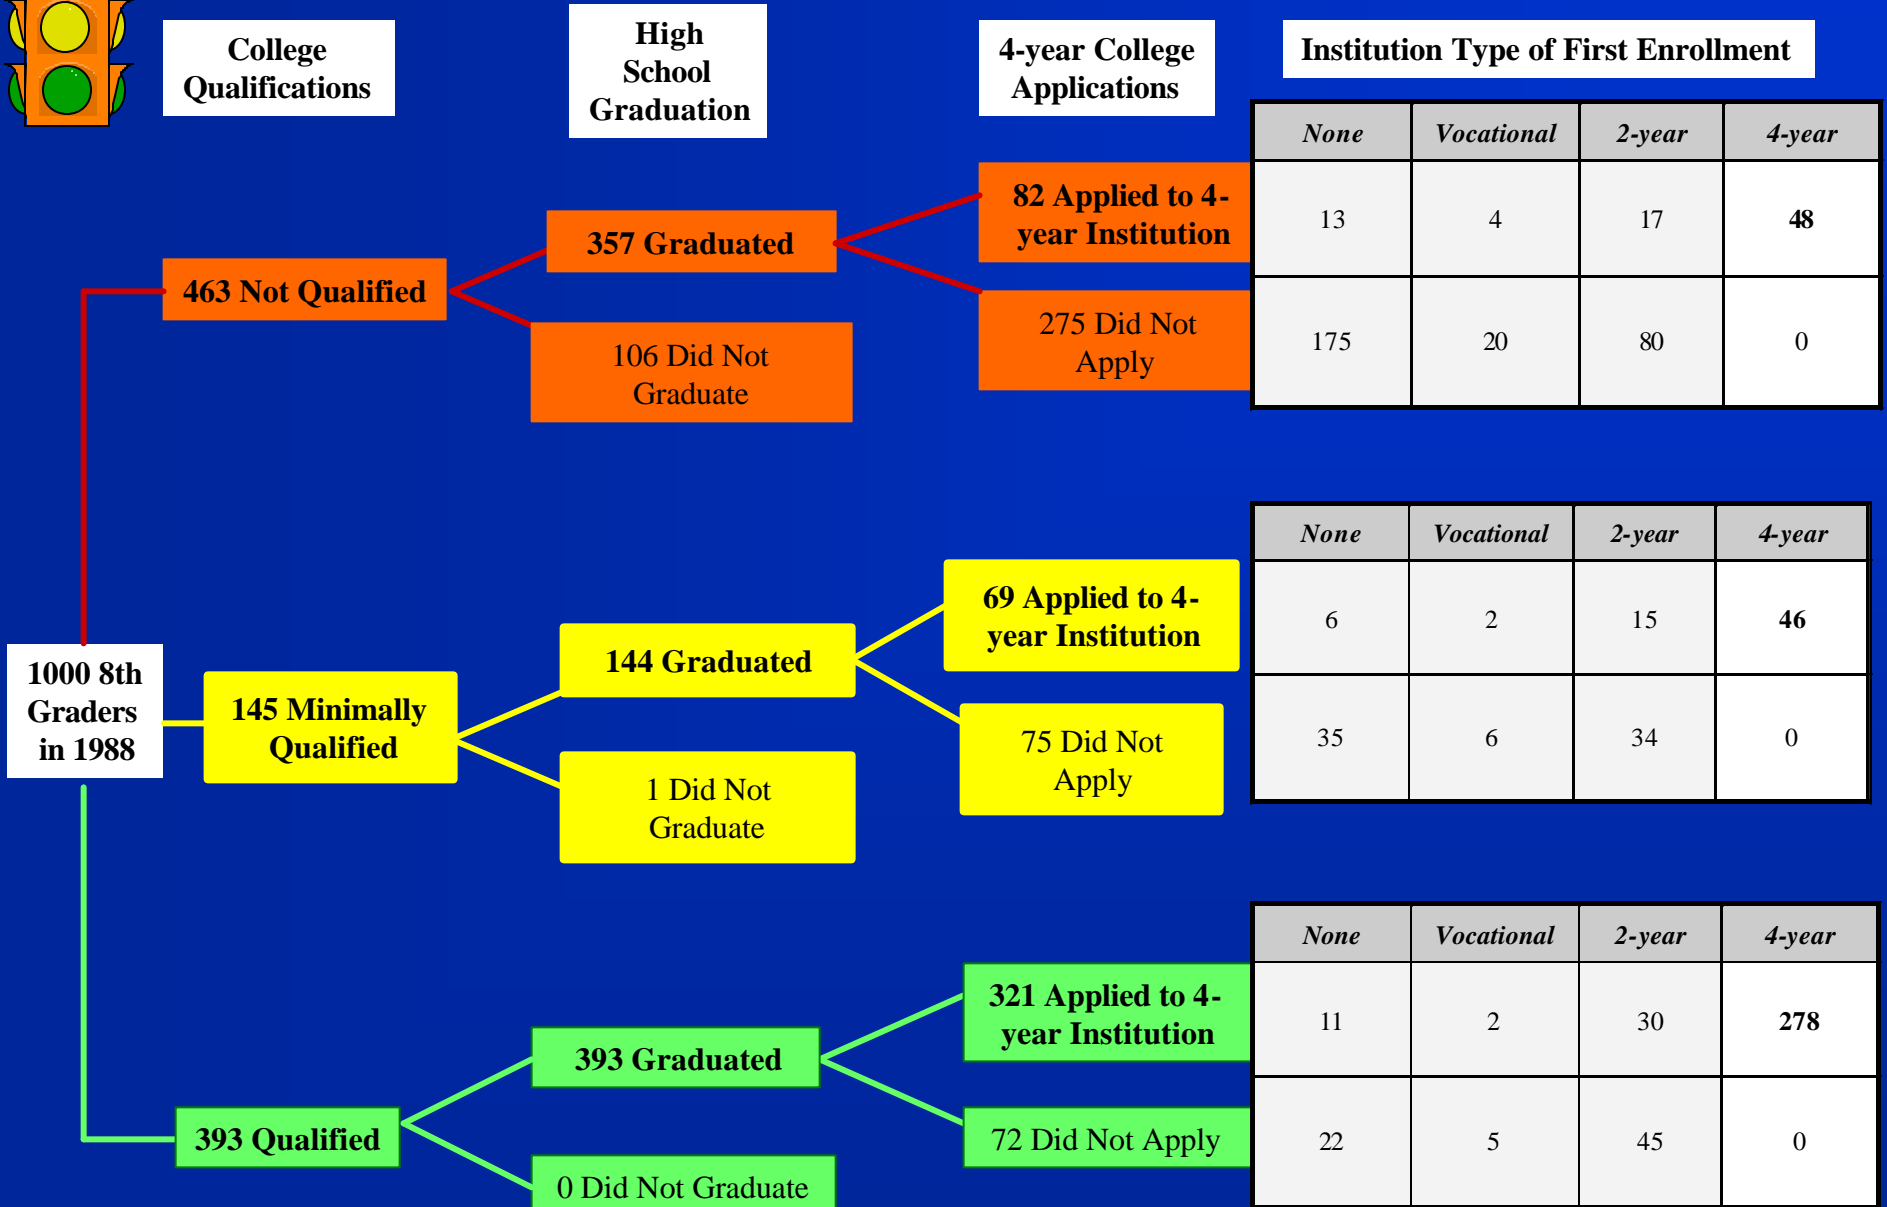 College
Qualifications
High
School
Graduation
4-year College
Applications
Institution Type of First Enrollment
None Vocational 2-year 4-year
82 Applied to 4-
year Institution
13 4 17 48
357 Graduated
463 Not Qualified
275 Did Not
Apply
175 20 80 0
106 Did Not
Graduate
None Vocational 2-year 4-year
69 Applied to 4-
year Institution
6 2 15 46
144 Graduated
1000 8th
Graders
in 1988
145 Minimally
Qualified
75 Did Not
Apply
35 6 34 0
1 Did Not
Graduate
None Vocational 2-year 4-year
321 Applied to 4-
year Institution
11 2 30 278
393 Graduated
393 Qualified
72 Did Not Apply
22 5 45 0
0 Did Not Graduate